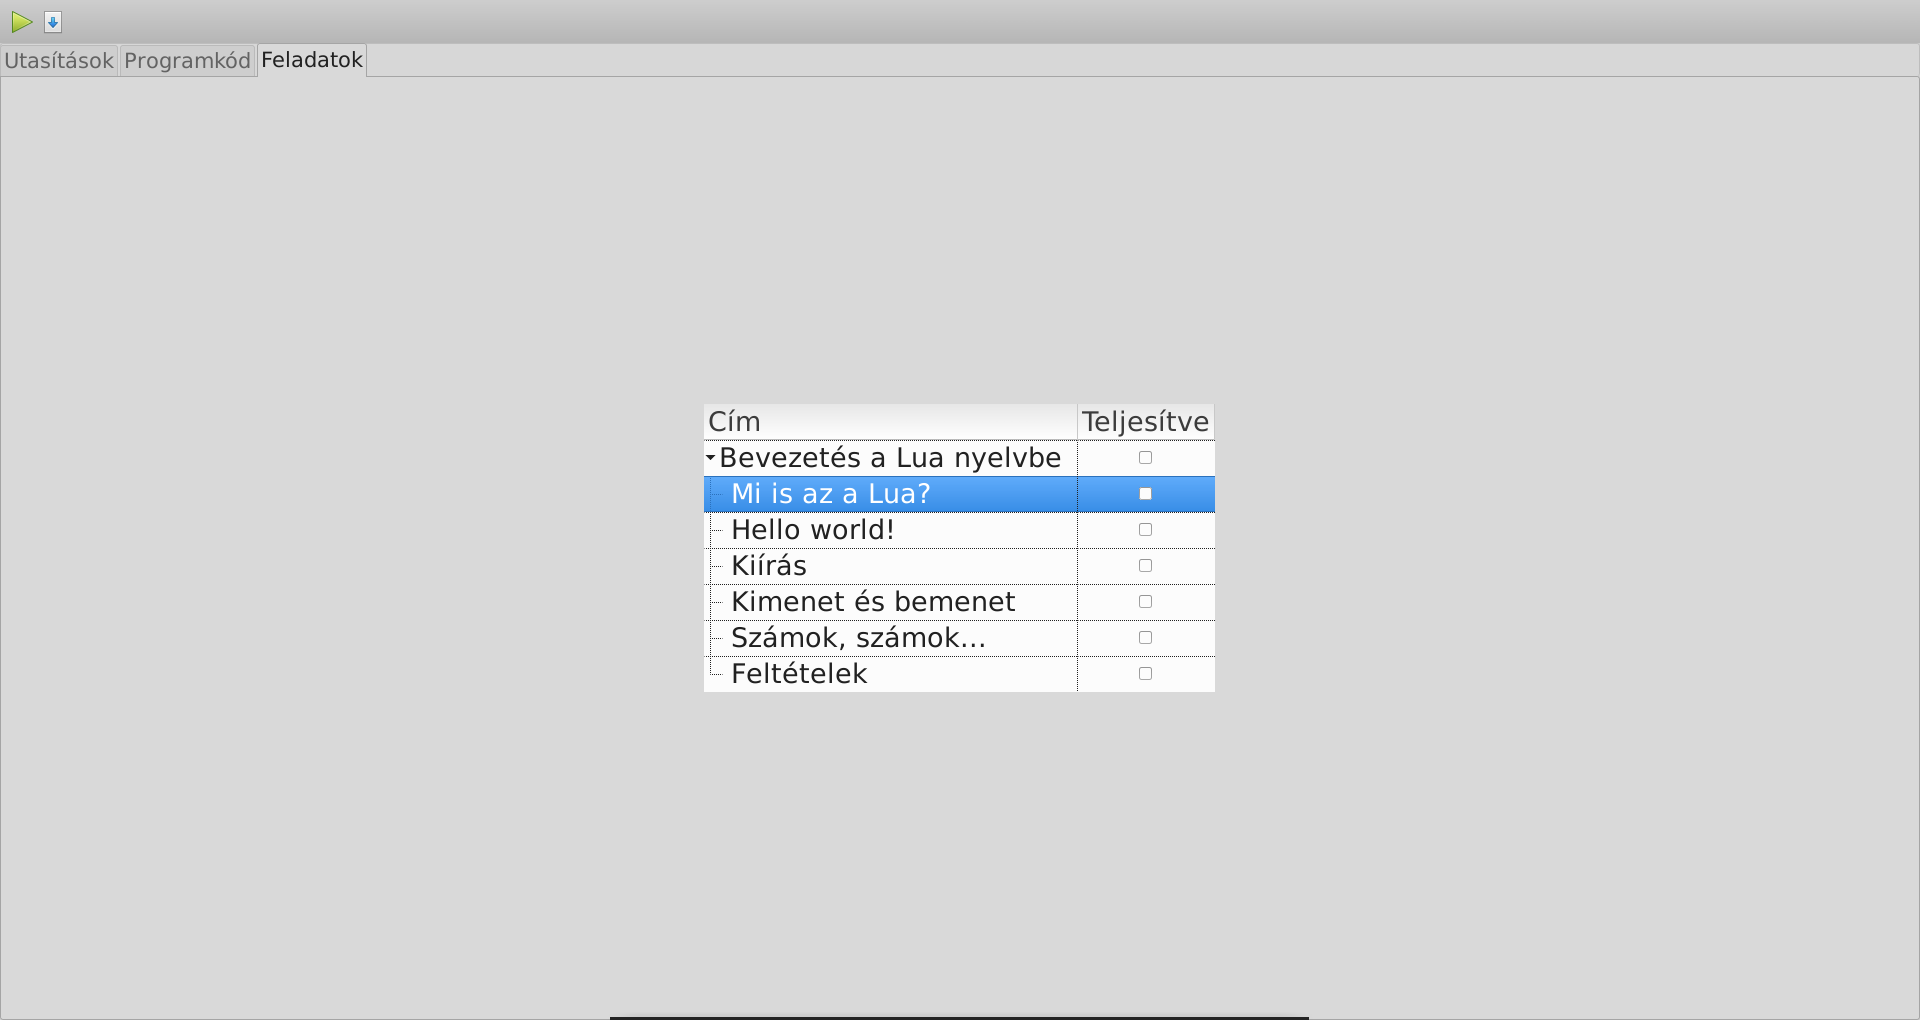 Utasítások Programkód Feladatok
Cím Teljesítve
Bevezetés a Lua nyelvbe
Mi is az a Lua?
Hello world!
Kiírás
Kimenet és bemenet
Számok, számok...
Feltételek